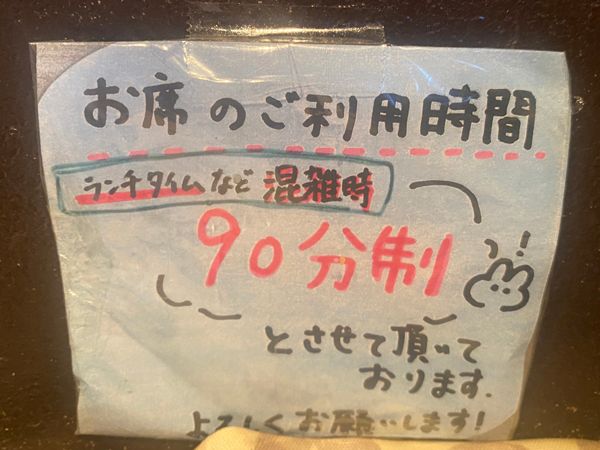 お席のご利用時間
ランチタイムなど混雑時
90分制
っ!
とさせて頂いて
おります.
よろしくお願いします!